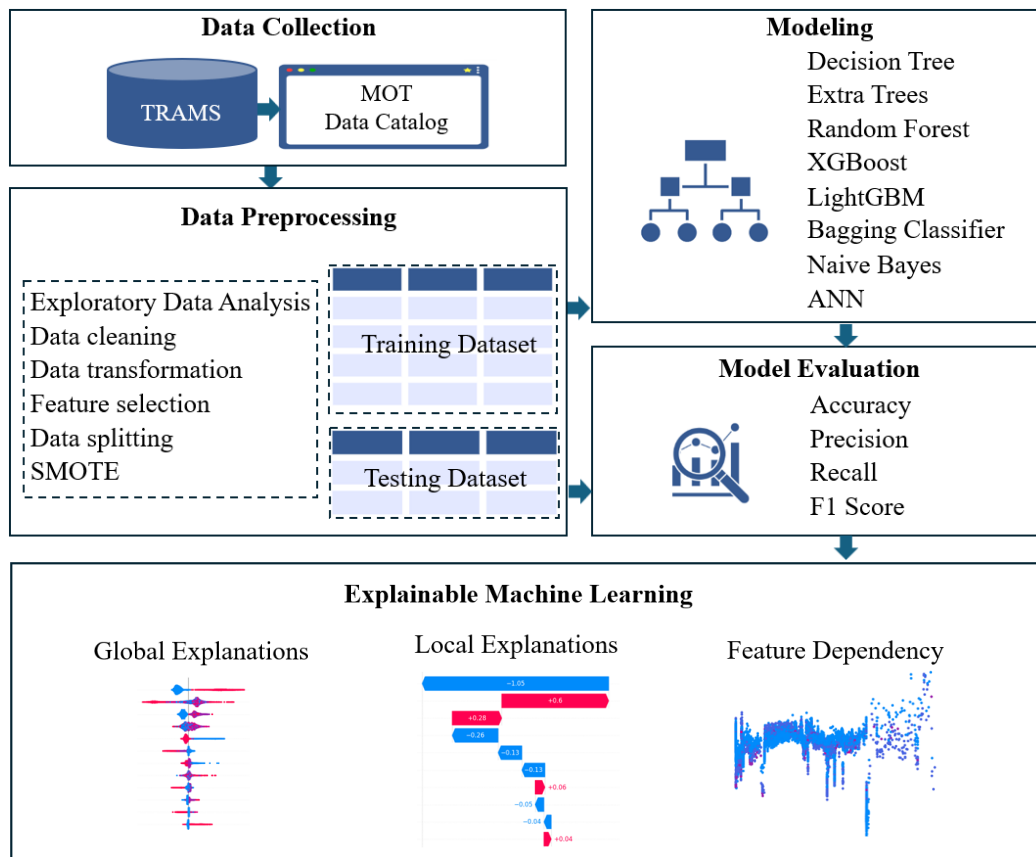 Data Collection
TRAMS
MOT
Data Catalog
Data Preprocessing
Exploratory Data Analysis
Data cleaning
Data transformation
Feature selection
Data splitting
SMOTE
Training Dataset
Testing Dataset
Modeling
Decision Tree
Extra Trees
Random Forest
XGBoost
LightGBM
Bagging Classifier
Naive Bayes
ANN
Model Evaluation
Accuracy
Precision
Recall
F1 Score
Explainable Machine Learning
Global Explanations
Local Explanations
−1.05
+0.6
+0.28
−0.26
−0.13
−0.13
+0.06
−0.05
−0.04
+0.04
Feature Dependency